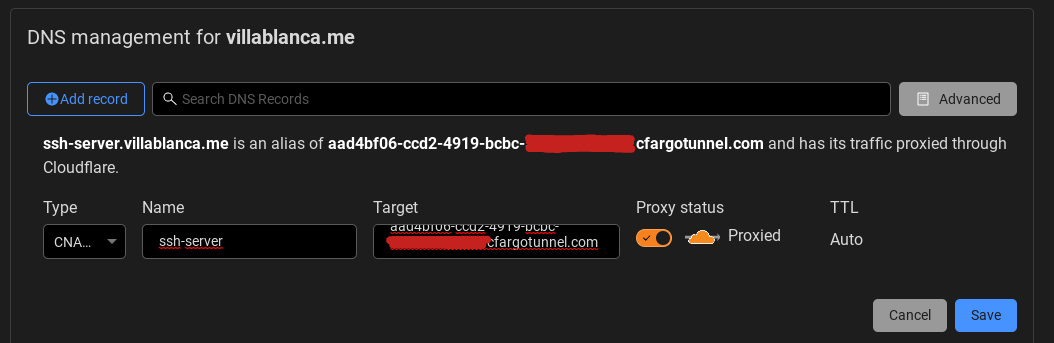 DNS management for villablanca.me
Add record
Search DNS Records
Advanced
ssh-server.villablanca.me is an alias of aad4bf06-ccd2-4919-bcbc- cfargotunnel.com and has its traffic proxied through
Cloudflare.
Type Name Target Proxy status TTL
CNA... ssh-server aad4bf06-ccd2-4919-bcbc-
cfargotunnel.com
Proxied
Auto
Cancel Save